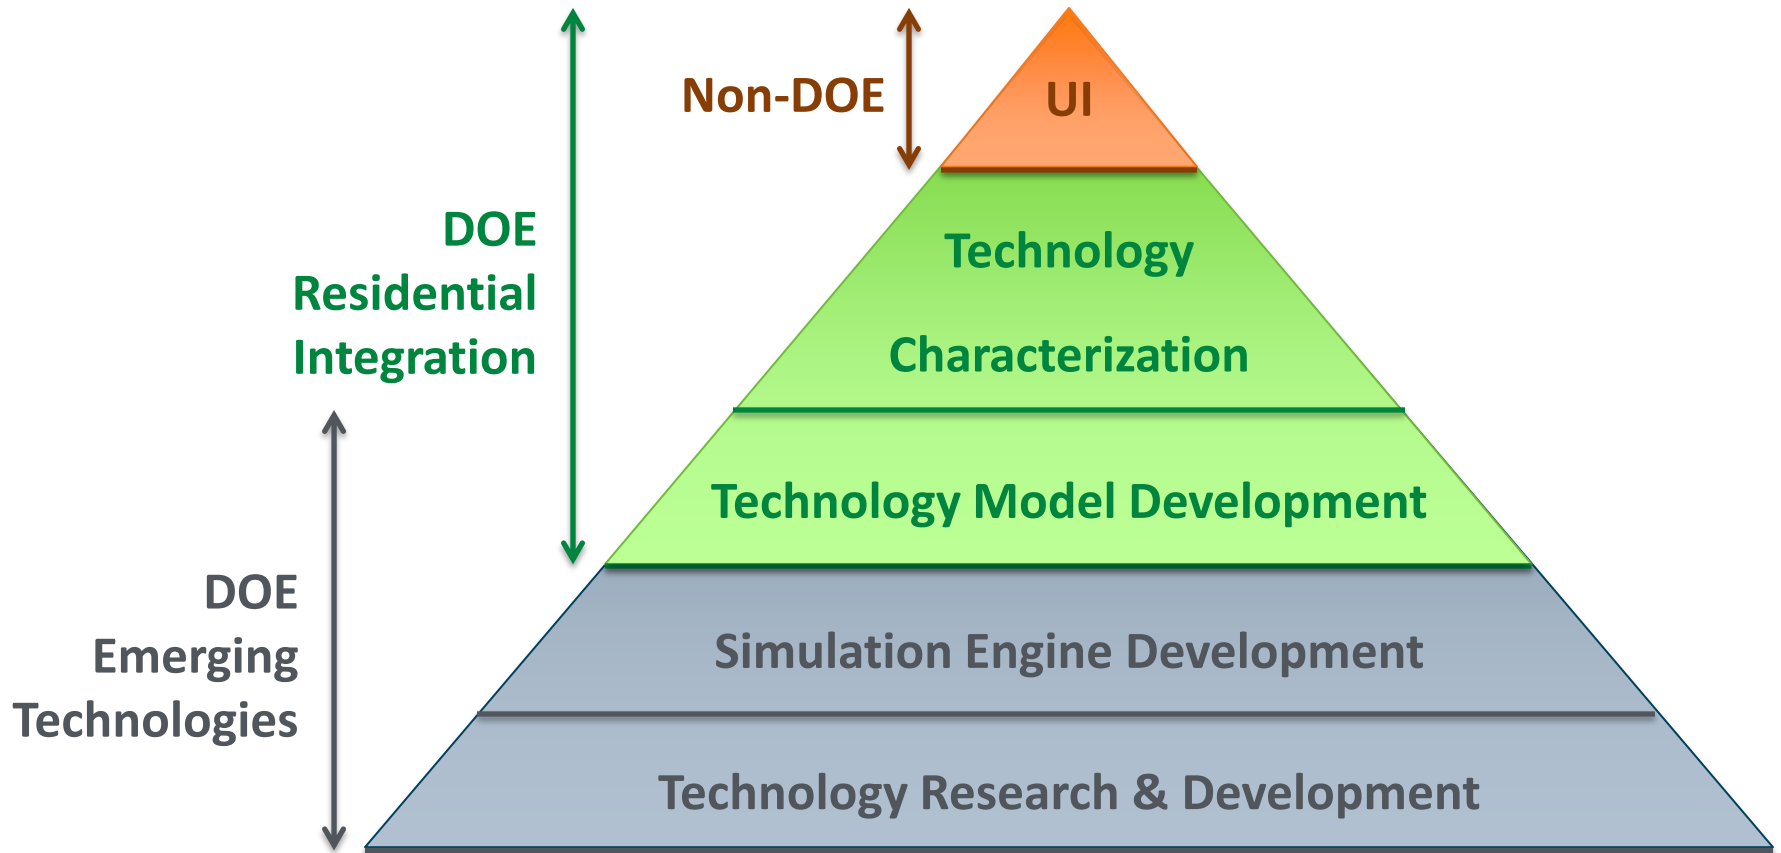 Non-DOE
UI
DOE
Residential
Integration
Technology
Characterization
Technology Model Development
DOE
Emerging
Technologies
Simulation Engine Development
Technology Research & Development